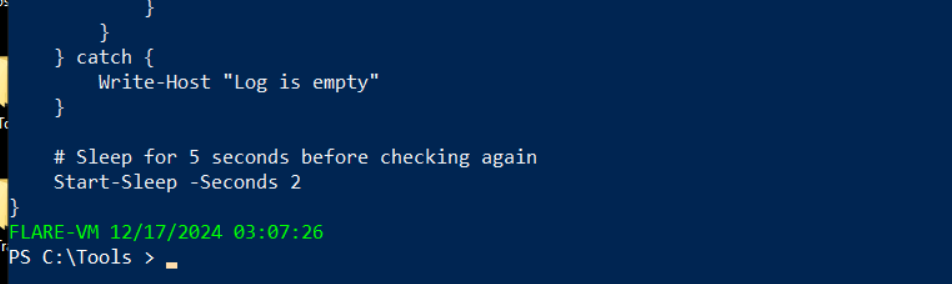 }
        }
    } catch {
        Write-Host "Log is empty"
    }

    # Sleep for 5 seconds before checking again
    Start-Sleep -Seconds 2
}
FLARE-VM 12/17/2024 03:07:26
PS C:\Tools > _